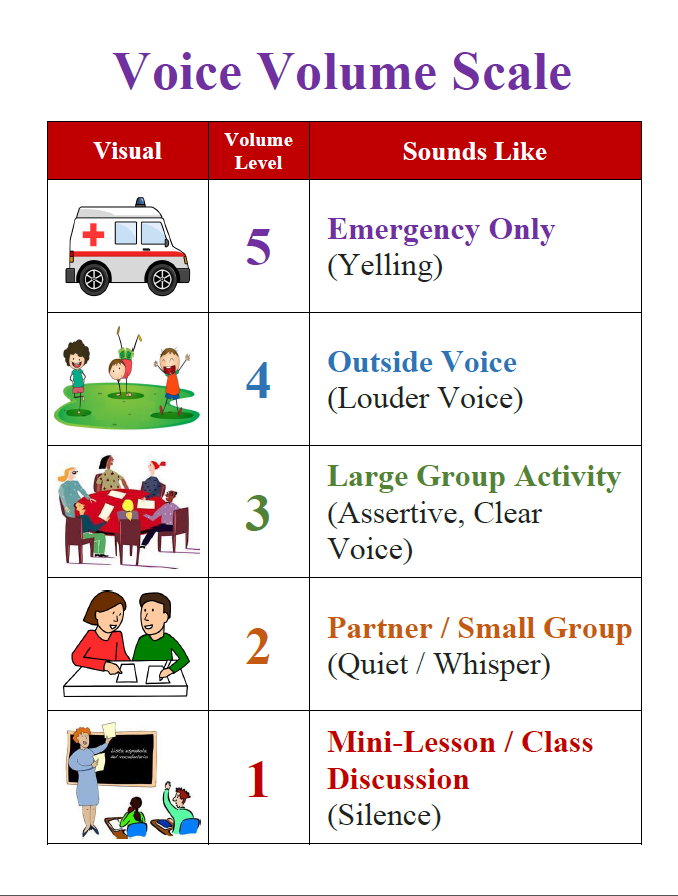 Voice Volume Scale
Visual
Volume
Level
Sounds Like
5
Emergency Only
(Yelling)
4
Outside Voice
(Louder Voice)
3
Large Group Activity
(Assertive, Clear
Voice)
2
Partner / Small Group
(Quiet / Whisper)
Lista española
del vocabulario
1
Mini-Lesson / Class
Discussion
(Silence)